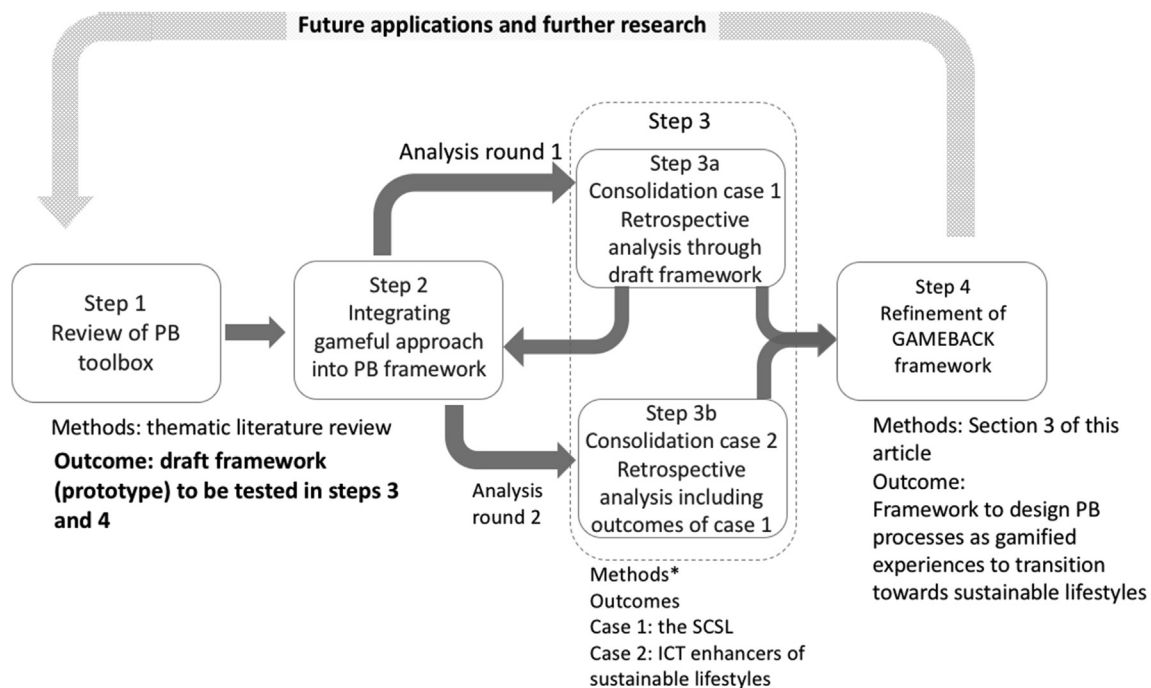 Future applications and further research
Step 1
Review of PB
toolbox
Methods: thematic literature review
Outcome: draft framework
(prototype) to be tested in steps 3
and 4
Step 2
Integrating
gameful approach
into PB framework
Analysis round 1
Analysis
round 2
Step 3
Step 3a
Consolidation case 1
Retrospective
analysis through
draft framework
Step 3b
Consolidation case 2
Retrospective
analysis including
outcomes of case 1
Methods*
Outcomes
Case 1: the SCSL
Case 2: ICT enhancers of
sustainable lifestyles
Step 4
Refinement of
GAMEBACK
framework
Methods: Section 3 of this
article
Outcome:
Framework to design PB
processes as gamified
experiences to transition
towards sustainable lifestyles